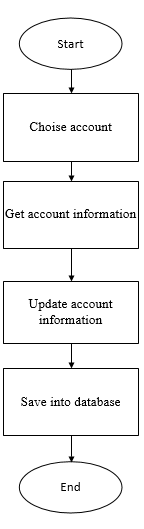 Start
Choise account
Get account information
Update account
information
Save into database
End